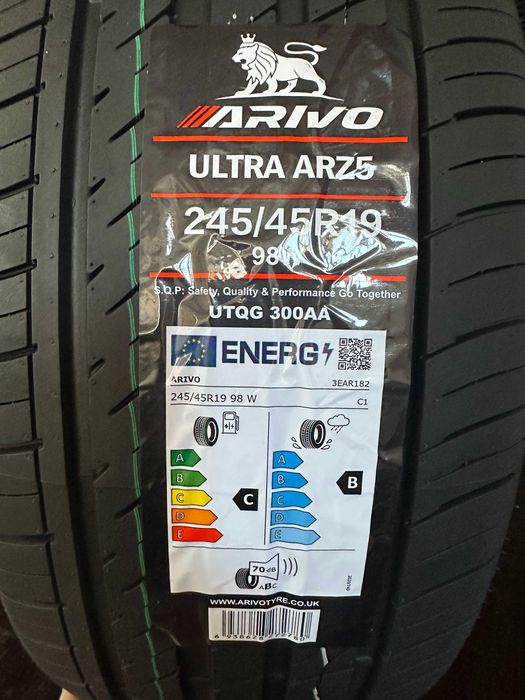 ARIVO
ULTRA ARZ5
245/45R19
98
S.Q.P: Safety, Quality & Performance Go Together
UTQG 300AA
ENERG
ARIVO 3EAR182
245/45R19 98 W C1
A A
B B B
C C C
D D
E E
70 dB
ABC
WWW.ARIVOTYRE.CO.UK